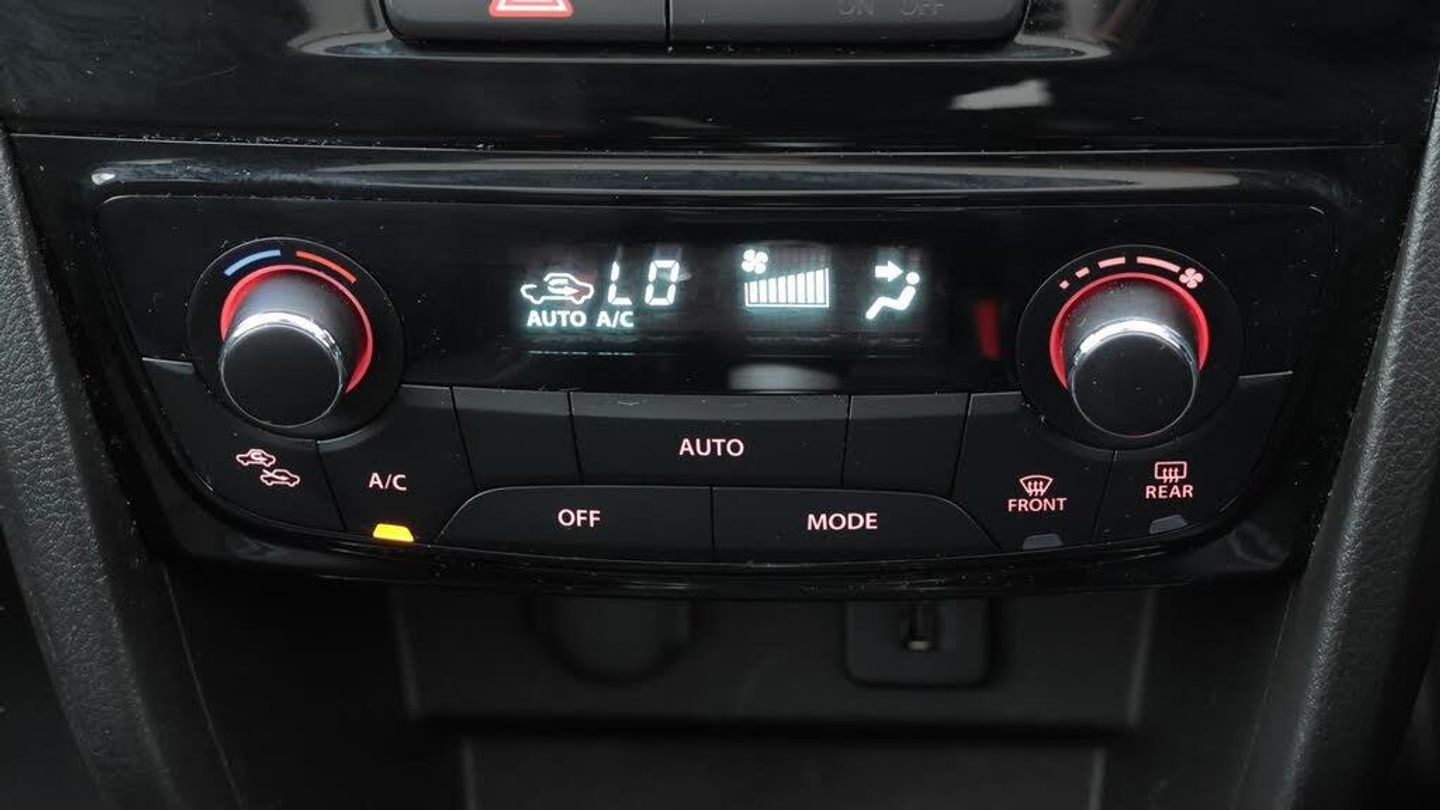 ON OFF
LO
AUTO A/C
AUTO
A/C
OFF
MODE
FRONT
REAR